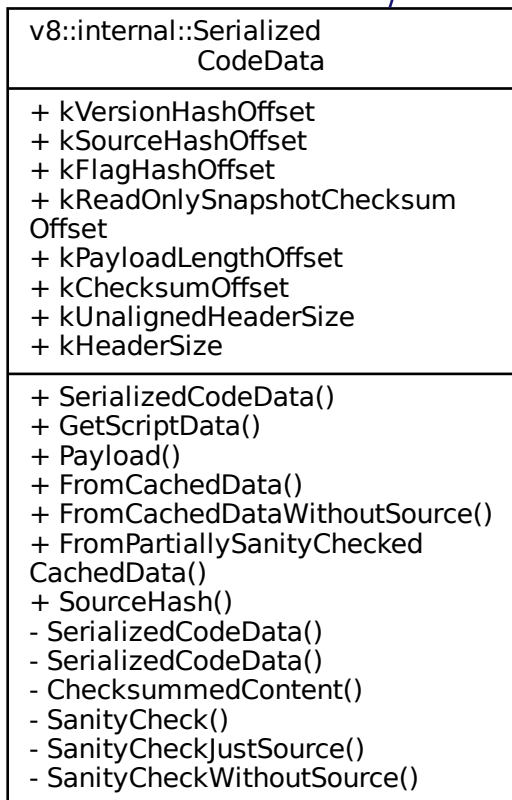 v8::internal::Serialized
CodeData
+ kVersionHashOffset
+ kSourceHashOffset
+ kFlagHashOffset
+ kReadOnlySnapshotChecksum
Offset
+ kPayloadLengthOffset
+ kChecksumOffset
+ kUnalignedHeaderSize
+ kHeaderSize
+ SerializedCodeData()
+ GetScriptData()
+ Payload()
+ FromCachedData()
+ FromCachedDataWithoutSource()
+ FromPartiallySanityChecked
CachedData()
+ SourceHash()
- SerializedCodeData()
- SerializedCodeData()
- ChecksummedContent()
- SanityCheck()
- SanityCheckJustSource()
- SanityCheckWithoutSource()